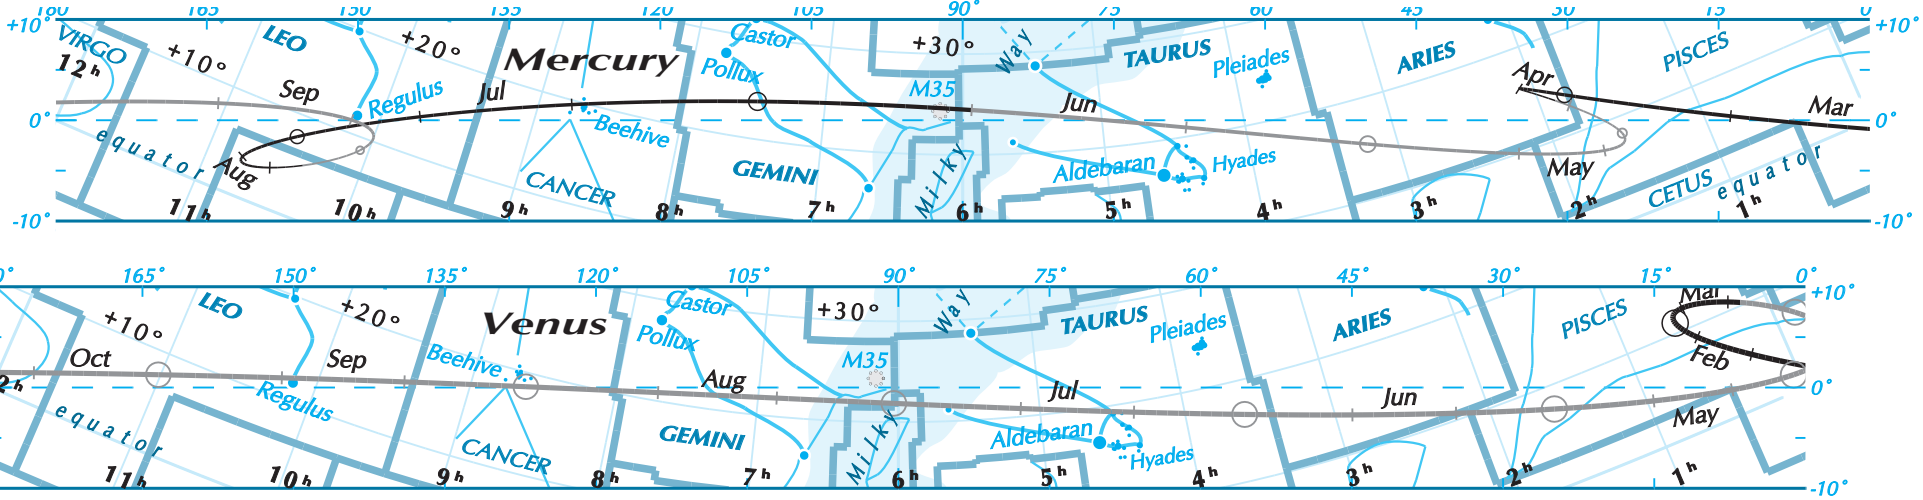 180 165 150 135 120 105 90° 75 60 45 30 15 0
+10° +10°
VIRGO LEO +20° Castor +30° Way TAURUS Pleiades ARIES PISCES
12h +10° Mercury Pollux M35 Apr
Sep Regulus Jul Jun Mar
0° 0°
equator Beehive Milky Aldebaran Hyades May equator
Aug CANCER GEMINI CETUS
11h 10h 9h 8h 7h 6h 5h 4h 3h 2h 1h
-10° -10°
0° 165° 150° 135° 120° 105° 90° 75° 60° 45° 30° 15° 0°
LEO +20° Castor +30° Way TAURUS Pleiades ARIES PISCES Mar +10°
+10° Venus Pollux
Oct Sep Beehive M35 Feb
Regulus Aug Jul Jun 0°
2h equator Milky Aldebaran Hyades May
CANCER GEMINI
11h 10h 9h 8h 7h 6h 5h 4h 3h 2h 1h
-10°